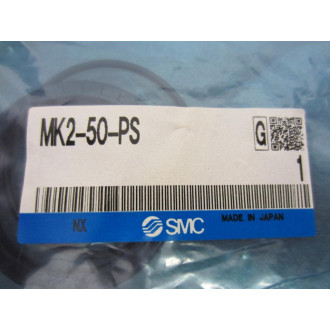 MK2-50-PS
G
1
NX SMC MADE IN JAPAN